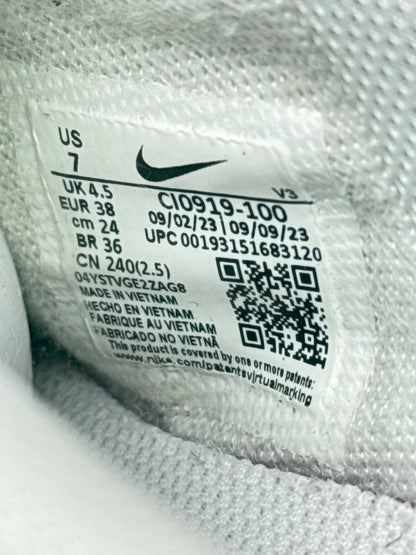 US
7
V3
UK 4.5
CI0919-100
EUR 38
09/02/23 | 09/09/23
cm 24
UPC 00193151683120
BR 36
CN 240(2.5)
04YSTVGE2ZAG8
MADE IN VIETNAM
HECHO EN VIETNAM
FABRIQUE AU VIETNAM
FABRICADO NO VIETNÃ
This product is covered by one or more patents:
www.nike.com/patentsvirtualmarking